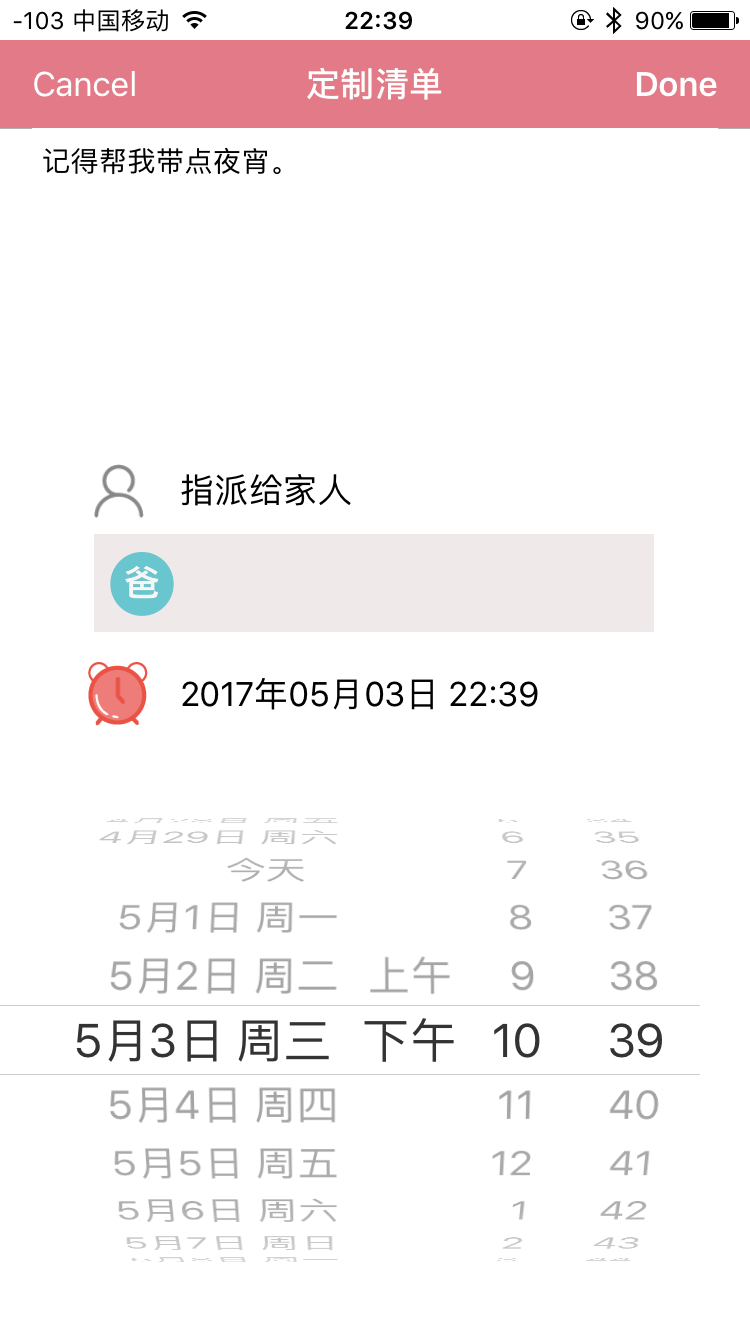 -103 中国移动 22:39 90%
Cancel 定制清单 Done
记得帮我带点夜宵。
指派给家人
爸
2017年05月03日 22:39
4月29日 周六 6 35
今天 7 36
5月1日 周一 8 37
5月2日 周二 上午 9 38
5月3日 周三 下午 10 39
5月4日 周四 11 40
5月5日 周五 12 41
5月6日 周六 1 42
5月7日 周日 2 43